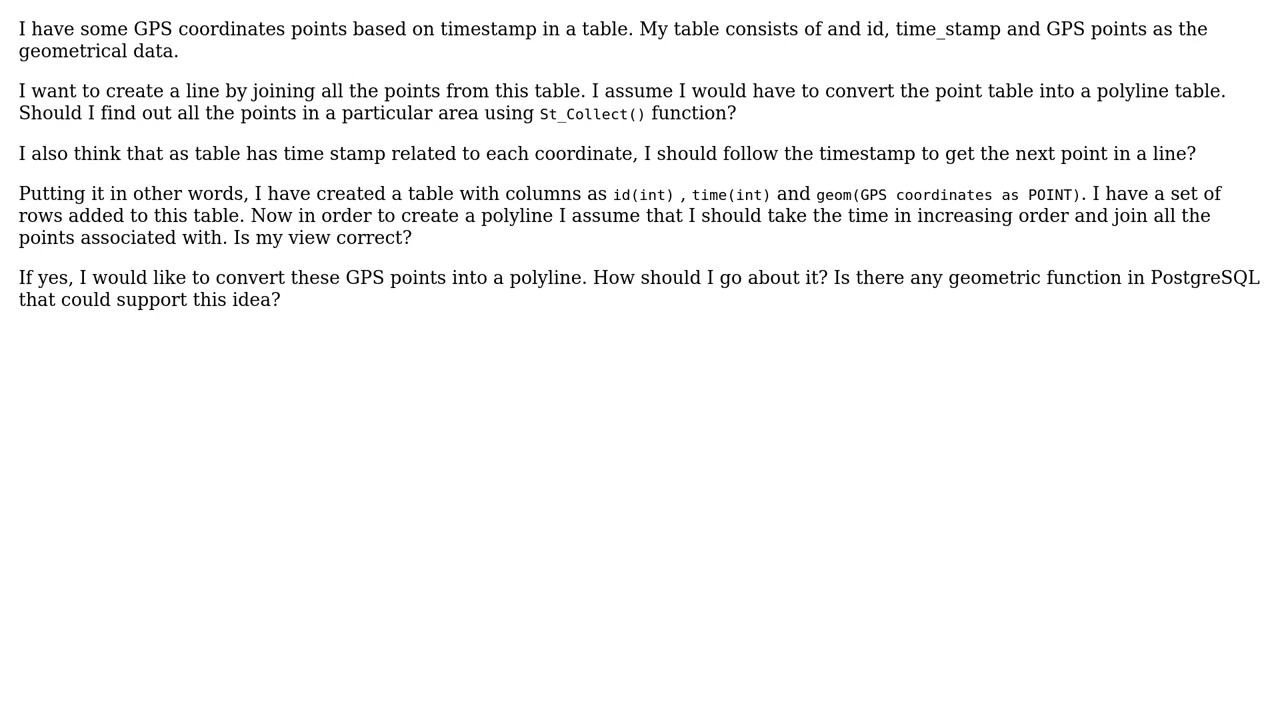 I have some GPS coordinates points based on timestamp in a table. My table consists of and id, time_stamp and GPS points as the
geometrical data.
I want to create a line by joining all the points from this table. I assume I would have to convert the point table into a polyline table.
Should I find out all the points in a particular area using St_Collect() function?
I also think that as table has time stamp related to each coordinate, I should follow the timestamp to get the next point in a line?
Putting it in other words, I have created a table with columns as id(int) , time(int) and geom(GPS coordinates as POINT). I have a set of
rows added to this table. Now in order to create a polyline I assume that I should take the time in increasing order and join all the
points associated with. Is my view correct?
If yes, I would like to convert these GPS points into a polyline. How should I go about it? Is there any geometric function in PostgreSQL
that could support this idea?